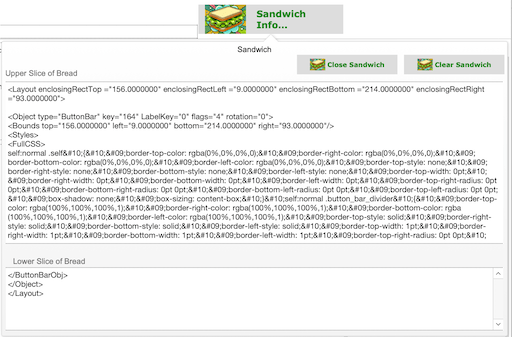 Sandwich
Info...
Sandwich
Close Sandwich
Clear Sandwich
Upper Slice of Bread
<Layout enclosingRectTop ="156.0000000" enclosingRectLeft ="9.0000000" enclosingRectBottom ="214.0000000" enclosingRectRight
="93.0000000">
<Object type="ButtonBar" key="164" LabelKey="0" flags="4" rotation="0">
<Bounds top="156.0000000" left="9.0000000" bottom="214.0000000" right="93.0000000"/>
<Styles>
<FullCSS>
self:normal .self&#10;{&#10;&#09;border-top-color: rgba(0%,0%,0%,0);&#10;&#09;border-right-color: rgba(0%,0%,0%,0);&#10;&#09;
border-bottom-color: rgba(0%,0%,0%,0);&#10;&#09;border-left-color: rgba(0%,0%,0%,0);&#10;&#09;border-top-style: none;&#10;&#09;
border-right-style: none;&#10;&#09;border-bottom-style: none;&#10;&#09;border-left-style: none;&#10;&#09;border-top-width: 0pt;&#10;
&#09;border-right-width: 0pt;&#10;&#09;border-bottom-width: 0pt;&#10;&#09;border-left-width: 0pt;&#10;&#09;border-top-right-radius: 0pt
0pt;&#10;&#09;border-bottom-right-radius: 0pt 0pt;&#10;&#09;border-bottom-left-radius: 0pt 0pt;&#10;&#09;border-top-left-radius: 0pt 0pt;
&#10;&#09;box-shadow: none;&#10;&#09;box-sizing: content-box;&#10;}&#10;self:normal .button_bar_divider&#10;{&#10;&#09;border-top-
color: rgba(100%,100%,100%,1);&#10;&#09;border-right-color: rgba(100%,100%,100%,1);&#10;&#09;border-bottom-color: rgba
(100%,100%,100%,1);&#10;&#09;border-left-color: rgba(100%,100%,100%,1);&#10;&#09;border-top-style: solid;&#10;&#09;border-right-
style: solid;&#10;&#09;border-bottom-style: solid;&#10;&#09;border-left-style: solid;&#10;&#09;border-top-width: 1pt;&#10;&#09;
border-right-width: 1pt;&#10;&#09;border-bottom-width: 1pt;&#10;&#09;border-left-width: 1pt;&#10;&#09;border-top-right-radius: 0pt 0pt;&#10;
Lower Slice of Bread
</ButtonBarObj>
</Object>
</Layout>